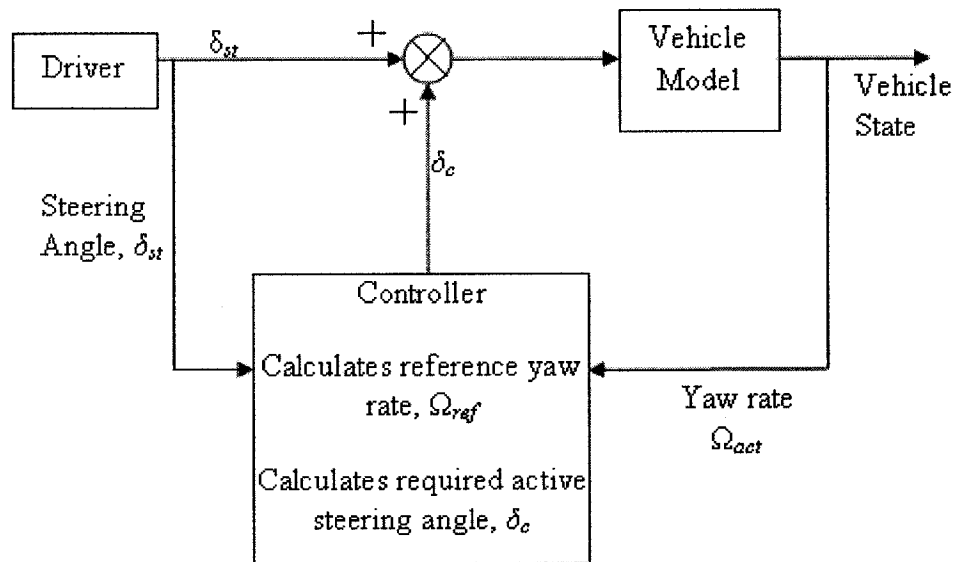 Driver
δst
+
+
δc
Vehicle
Model
Vehicle
State
Steering
Angle, δst
Controller
Calculates reference yaw
rate, Ωref
Calculates required active
steering angle, δc
Yaw rate
Ωact